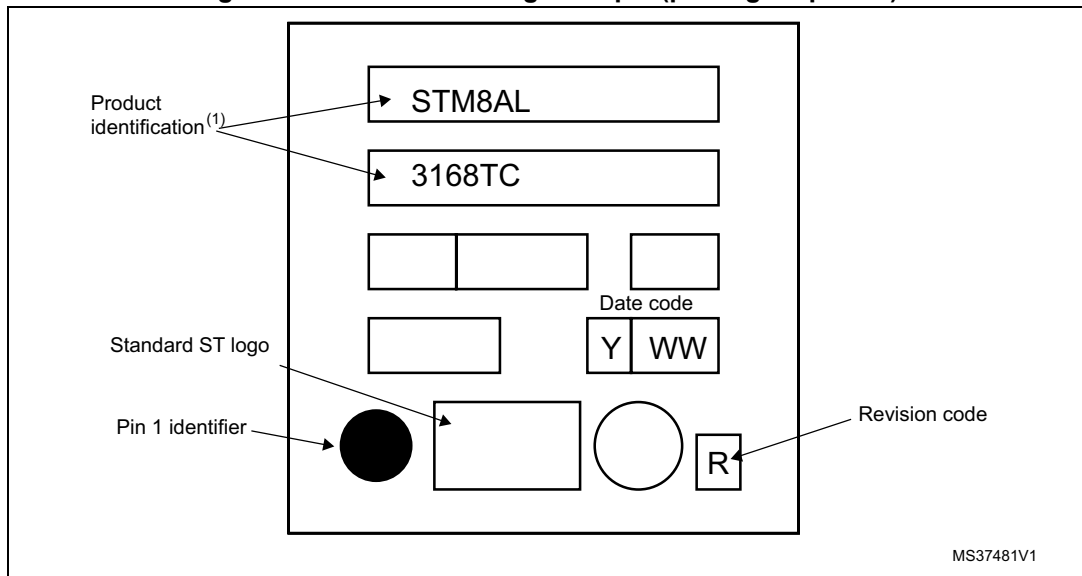 Product
identification(1)
STM8AL
3168TC
Date code
Y WW
Standard ST logo
Pin 1 identifier
Revision code
R
MS37481V1